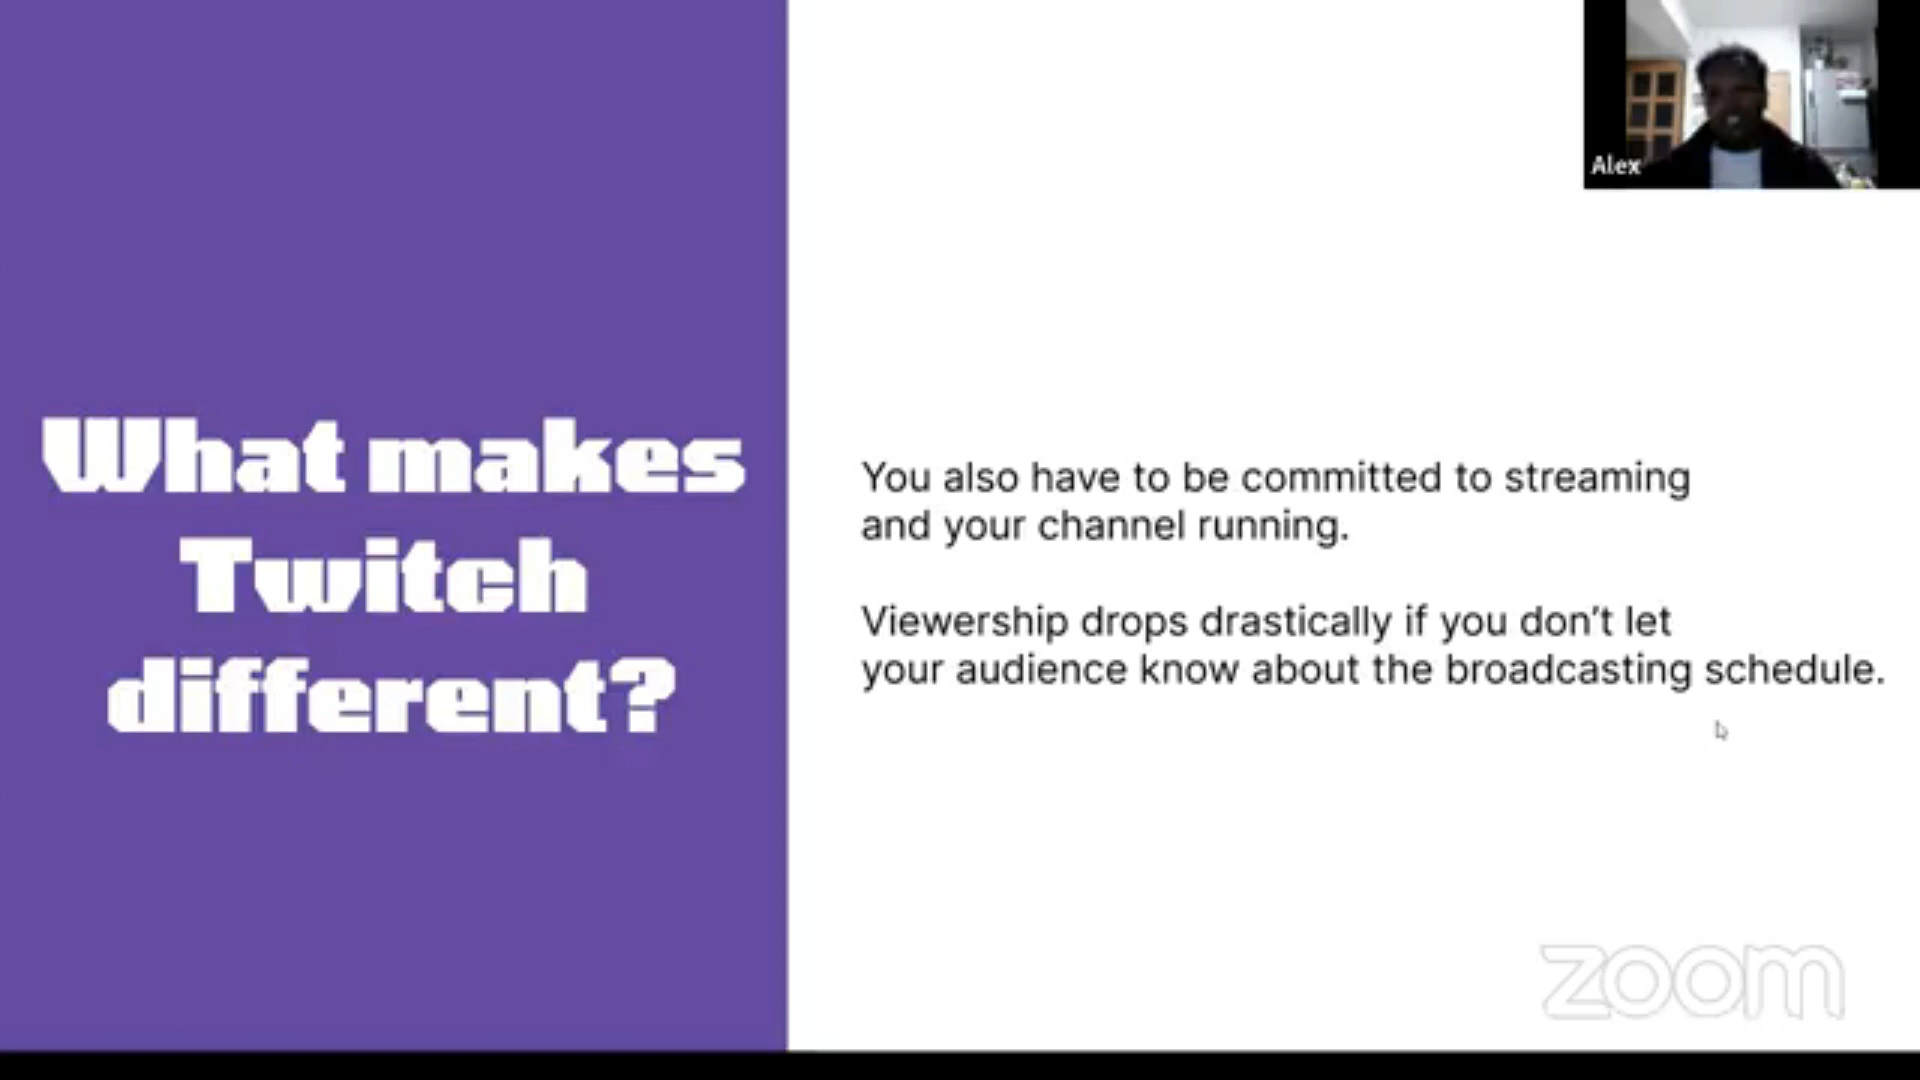 What makes
Twitch
different?
You also have to be committed to streaming
and your channel running.
Viewership drops drastically if you don’t let
your audience know about the broadcasting schedule.
Alex
zoom